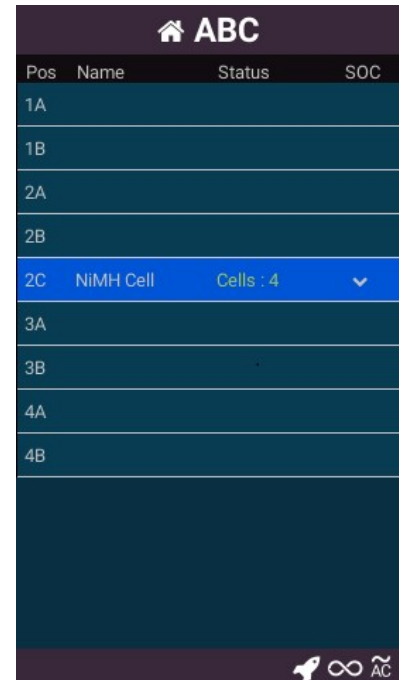 ABC
Pos Name Status SOC
1A
1B
2A
2B
2C NiMH Cell Cells : 4
3A
3B
4A
4B
AC